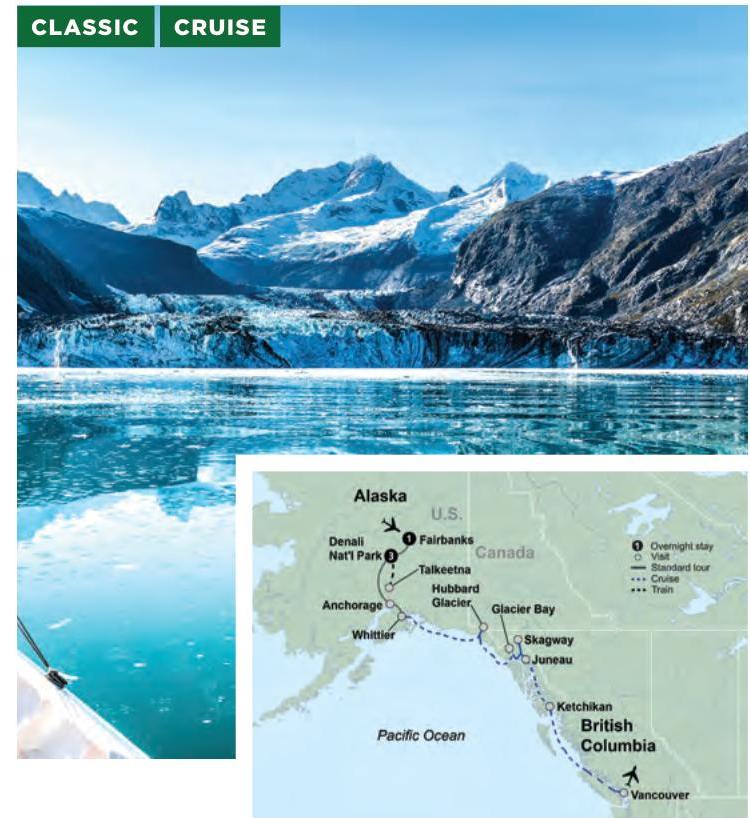 CLASSIC CRUISE
Alaska
U.S.
1 Fairbanks
Denali
Nat'l Park 3
Canada
Talkeetna
Hubbard
Glacier
Anchorage
Glacier Bay
Whittier
Skagway
Juneau
Ketchikan
British
Columbia
Pacific Ocean
Vancouver
1 Overnight stay
Visit
Standard tour
Cruise
Train